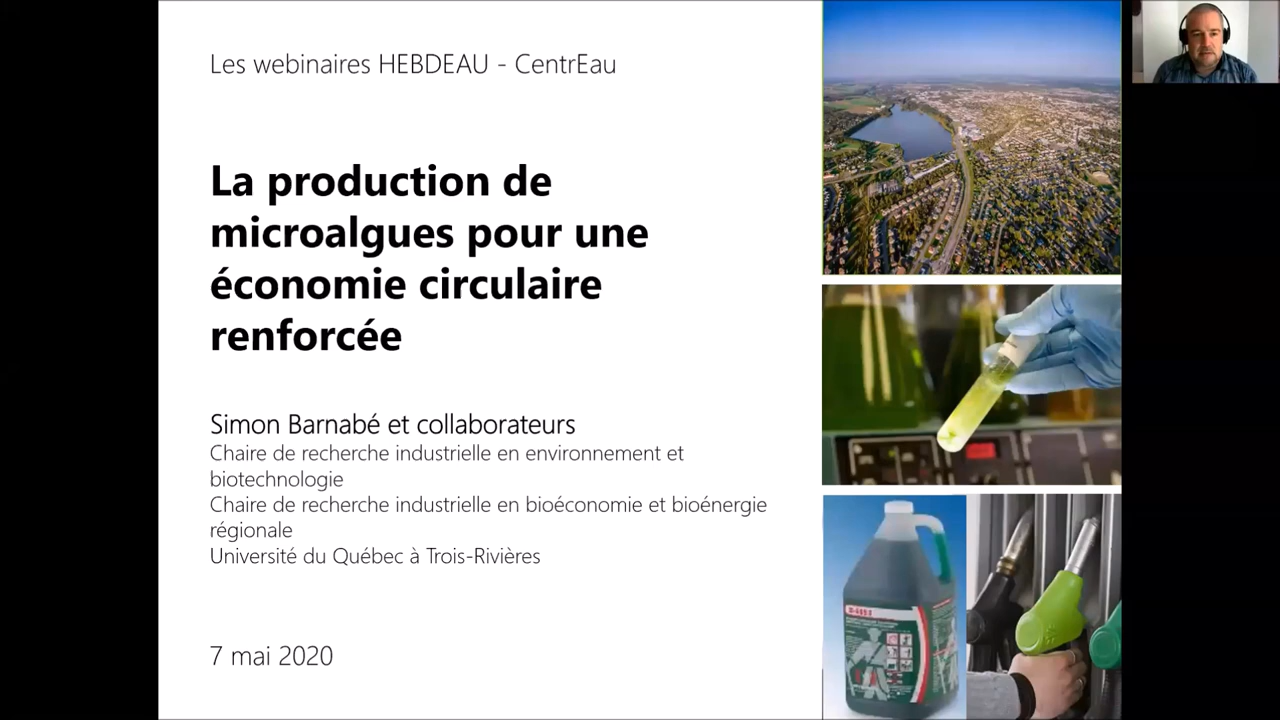 Les webinaires HEBDEAU - CentrEau
La production de
microalgues pour une
économie circulaire
renforcée
Simon Barnabé et collaborateurs
Chaire de recherche industrielle en environnement et
biotechnologie
Chaire de recherche industrielle en bioéconomie et bioénergie
régionale
Université du Québec à Trois-Rivières
7 mai 2020